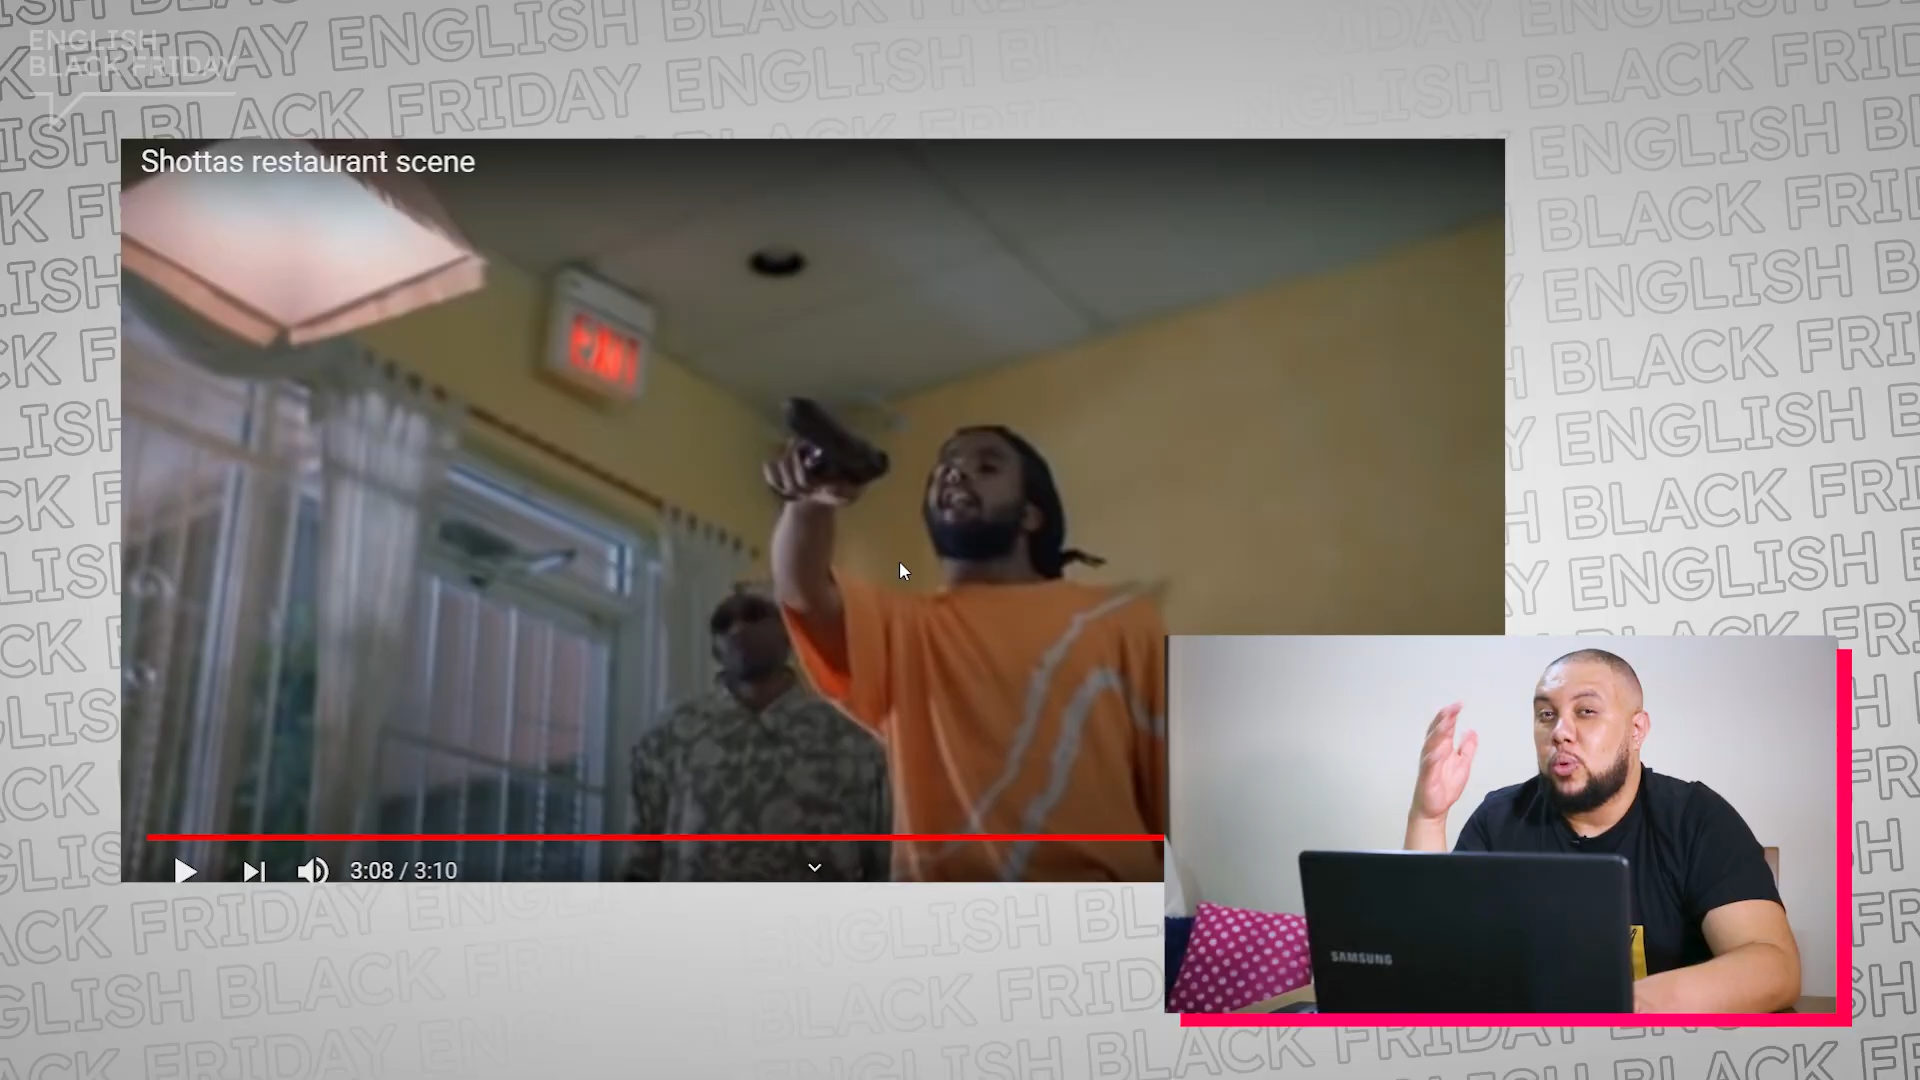 ENGLISH
BLACK FRIDAY
Shottas restaurant scene
EXIT
3:08 / 3:10
SAMSUNG
ENGLISH BLACK FRIDAY